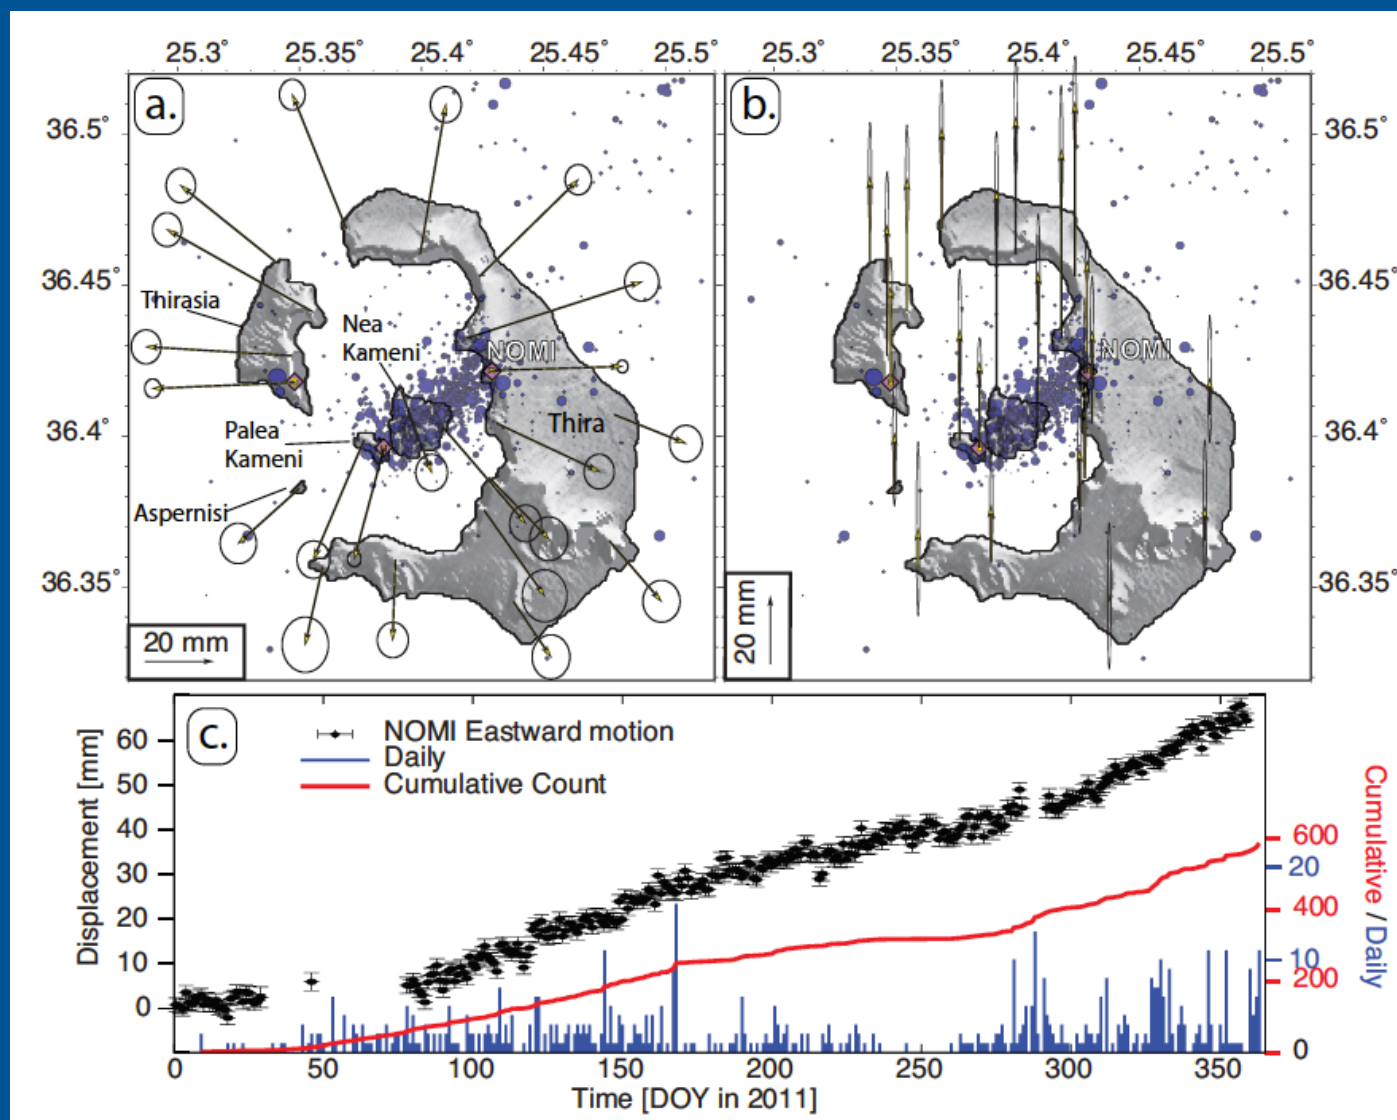 25.3° 25.35° 25.4° 25.45° 25.5° 25.3° 25.35° 25.4° 25.45° 25.5°
a. b.
36.5° 36.5°
36.45° 36.45°
Thirasia
Nea
Kameni
NOMI NOMI
Thira
36.4° 36.4°
Palea
Kameni
Aspernisi
36.35° 36.35°
20 mm 20 mm
c.
NOMI Eastward motion
Daily
Cumulative Count
Displacement [mm]
60
50
40
30
20
10
0
600
400
200
0
20
10
Cumulative / Daily
0 50 100 150 200 250 300 350
Time [DOY in 2011]